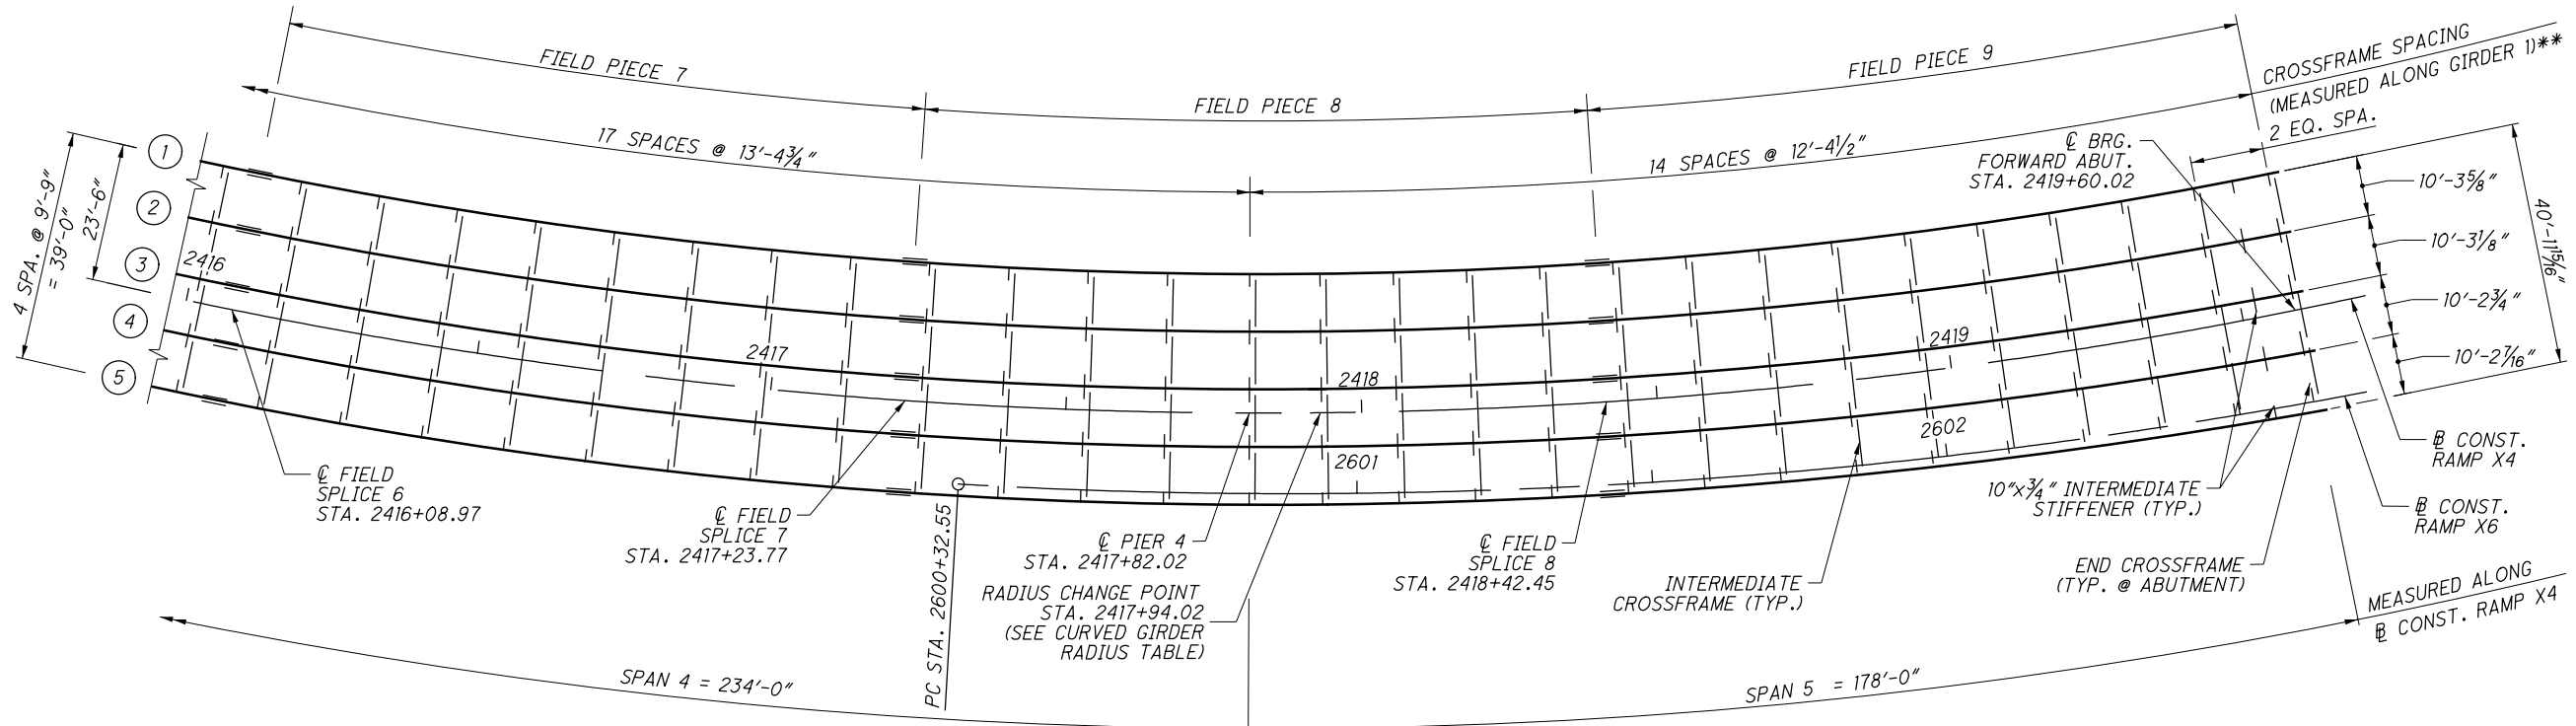 FIELD PIECE 7
FIELD PIECE 8
FIELD PIECE 9
CROSSFRAME SPACING
(MEASURED ALONG GIRDER 1)**
17 SPACES @ 13'-4¾"
14 SPACES @ 12'-4½"
2 EQ. SPA.
℄ BRG.
FORWARD ABUT.
STA. 2419+60.02
4 SPA. @ 9'-9"
= 39'-0"
23'-6"
1
2
3
4
5
10'-3⅝"
10'-3⅛"
10'-2¾"
10'-2⁷⁄₁₆"
40'-11¹⁵⁄₁₆"
2416
2417
2418
2419
2601
2602
℄ FIELD
SPLICE 6
STA. 2416+08.97
℄ FIELD
SPLICE 7
STA. 2417+23.77
PC STA. 2600+32.55
℄ PIER 4
STA. 2417+82.02
RADIUS CHANGE POINT
STA. 2417+94.02
(SEE CURVED GIRDER
RADIUS TABLE)
℄ FIELD
SPLICE 8
STA. 2418+42.45
INTERMEDIATE
CROSSFRAME (TYP.)
10"x¾" INTERMEDIATE
STIFFENER (TYP.)
END CROSSFRAME
(TYP. @ ABUTMENT)
BL CONST.
RAMP X4
BL CONST.
RAMP X6
MEASURED ALONG
BL CONST. RAMP X4
SPAN 4 = 234'-0"
SPAN 5 = 178'-0"